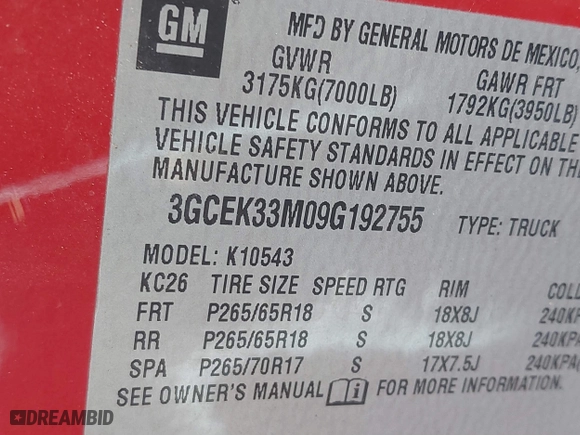 GM
MFD BY GENERAL MOTORS DE MEXICO,
GVWR
GAWR FRT
3175KG(7000LB)
1792KG(3950LB)
THIS VEHICLE CONFORMS TO ALL APPLICABLE
VEHICLE SAFETY STANDARDS IN EFFECT ON THE
MANUFACTURE SHOWN ABOVE.
3GCEK33M09G192755 TYPE: TRUCK
MODEL: K10543
KC26 TIRE SIZE SPEED RTG RIM COLD
FRT P265/65R18 S 18X8J 240KPA
RR P265/65R18 S 18X8J 240KPA
SPA P265/70R17 S 17X7.5J 240KPA(
SEE OWNER'S MANUAL i FOR MORE INFORMATION.
DREAMBID